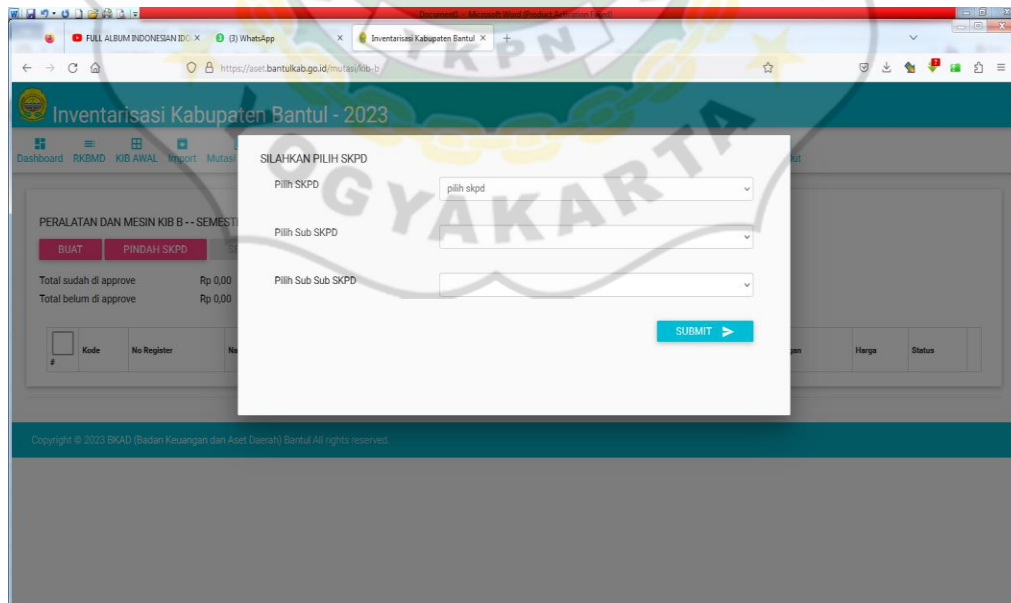 Document1 - Microsoft Word (Product Activation Failed)
FULL ALBUM INDONESIAN IDO
(3) WhatsApp
Inventarisasi Kabupaten Bantul
https://aset.bantulkab.go.id/mutasi/kib-b
Inventarisasi Kabupaten Bantul - 2023
Dashboard RKBMD KIB AWAL Import Mutasi
SILAHKAN PILIH SKPD
Pilih SKPD
pilih skpd
Pilih Sub SKPD
Pilih Sub Sub SKPD
SUBMIT
PERALATAN DAN MESIN KIB B - - SEMEST
BUAT PINDAH SKPD
Total sudah di approve Rp 0,00
Total belum di approve Rp 0,00
# Kode No Register Na
Harga Status
Copyright © 2023 BKAD (Badan Keuangan dan Aset Daerah) Bantul All rights reserved.
YKPN
YOGYAKARTA